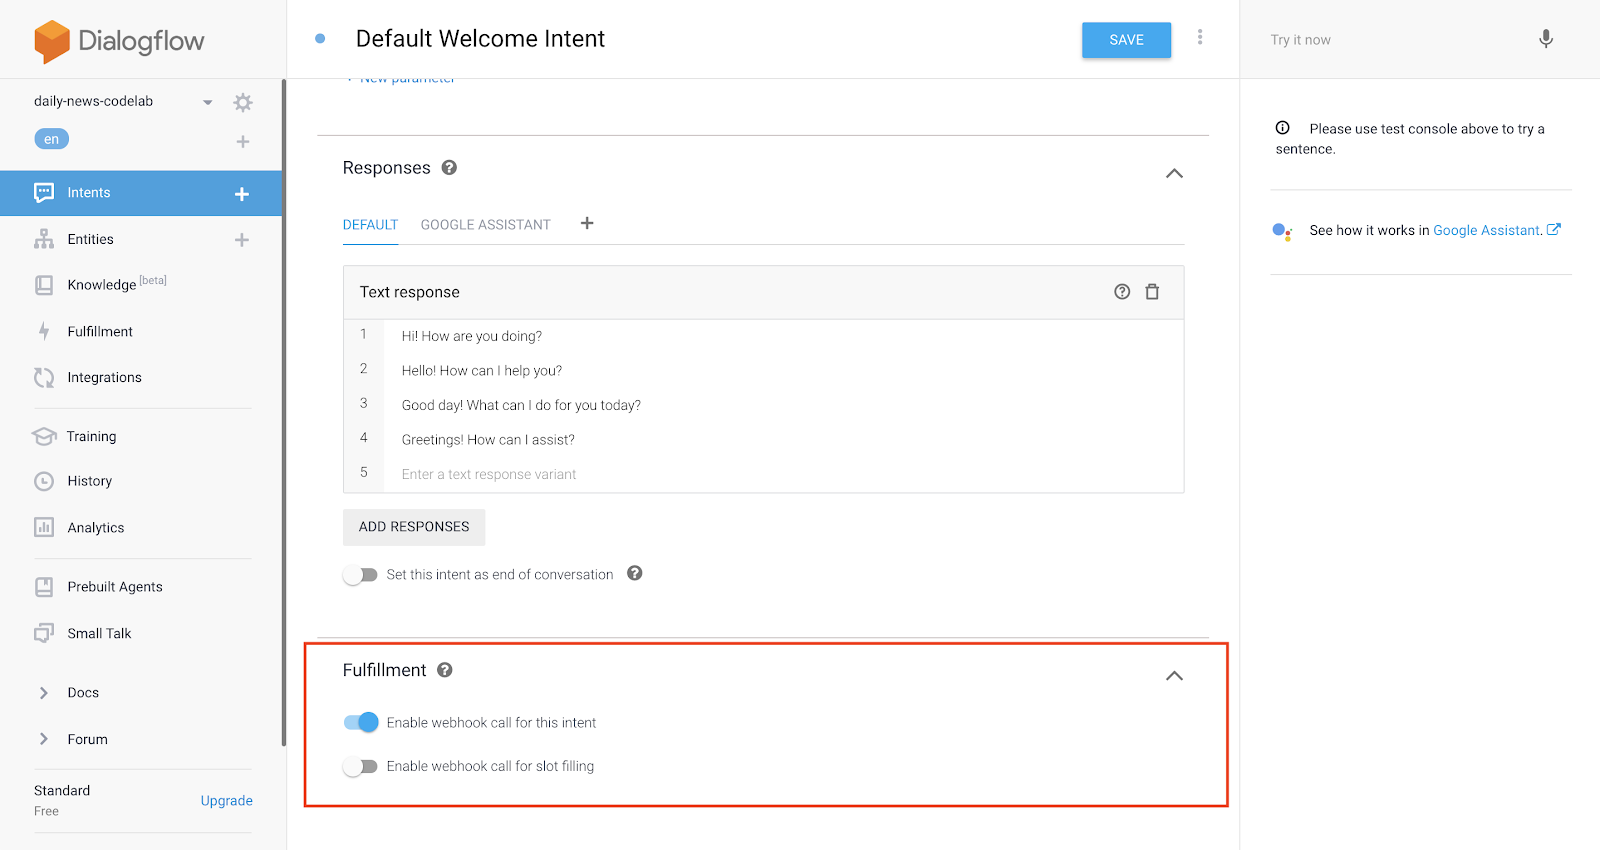 Dialogflow
Default Welcome Intent
SAVE
Try it now
daily-news-codelab
en
Intents
Entities
Knowledge [beta]
Fulfillment
Integrations
Training
History
Analytics
Prebuilt Agents
Small Talk
Docs
Forum
Standard
Free
Upgrade
New parameter
Responses
DEFAULT
GOOGLE ASSISTANT
Text response
1 Hi! How are you doing?
2 Hello! How can I help you?
3 Good day! What can I do for you today?
4 Greetings! How can I assist?
5 Enter a text response variant
ADD RESPONSES
Set this intent as end of conversation
Fulfillment
Enable webhook call for this intent
Enable webhook call for slot filling
Please use test console above to try a
sentence.
See how it works in Google Assistant.